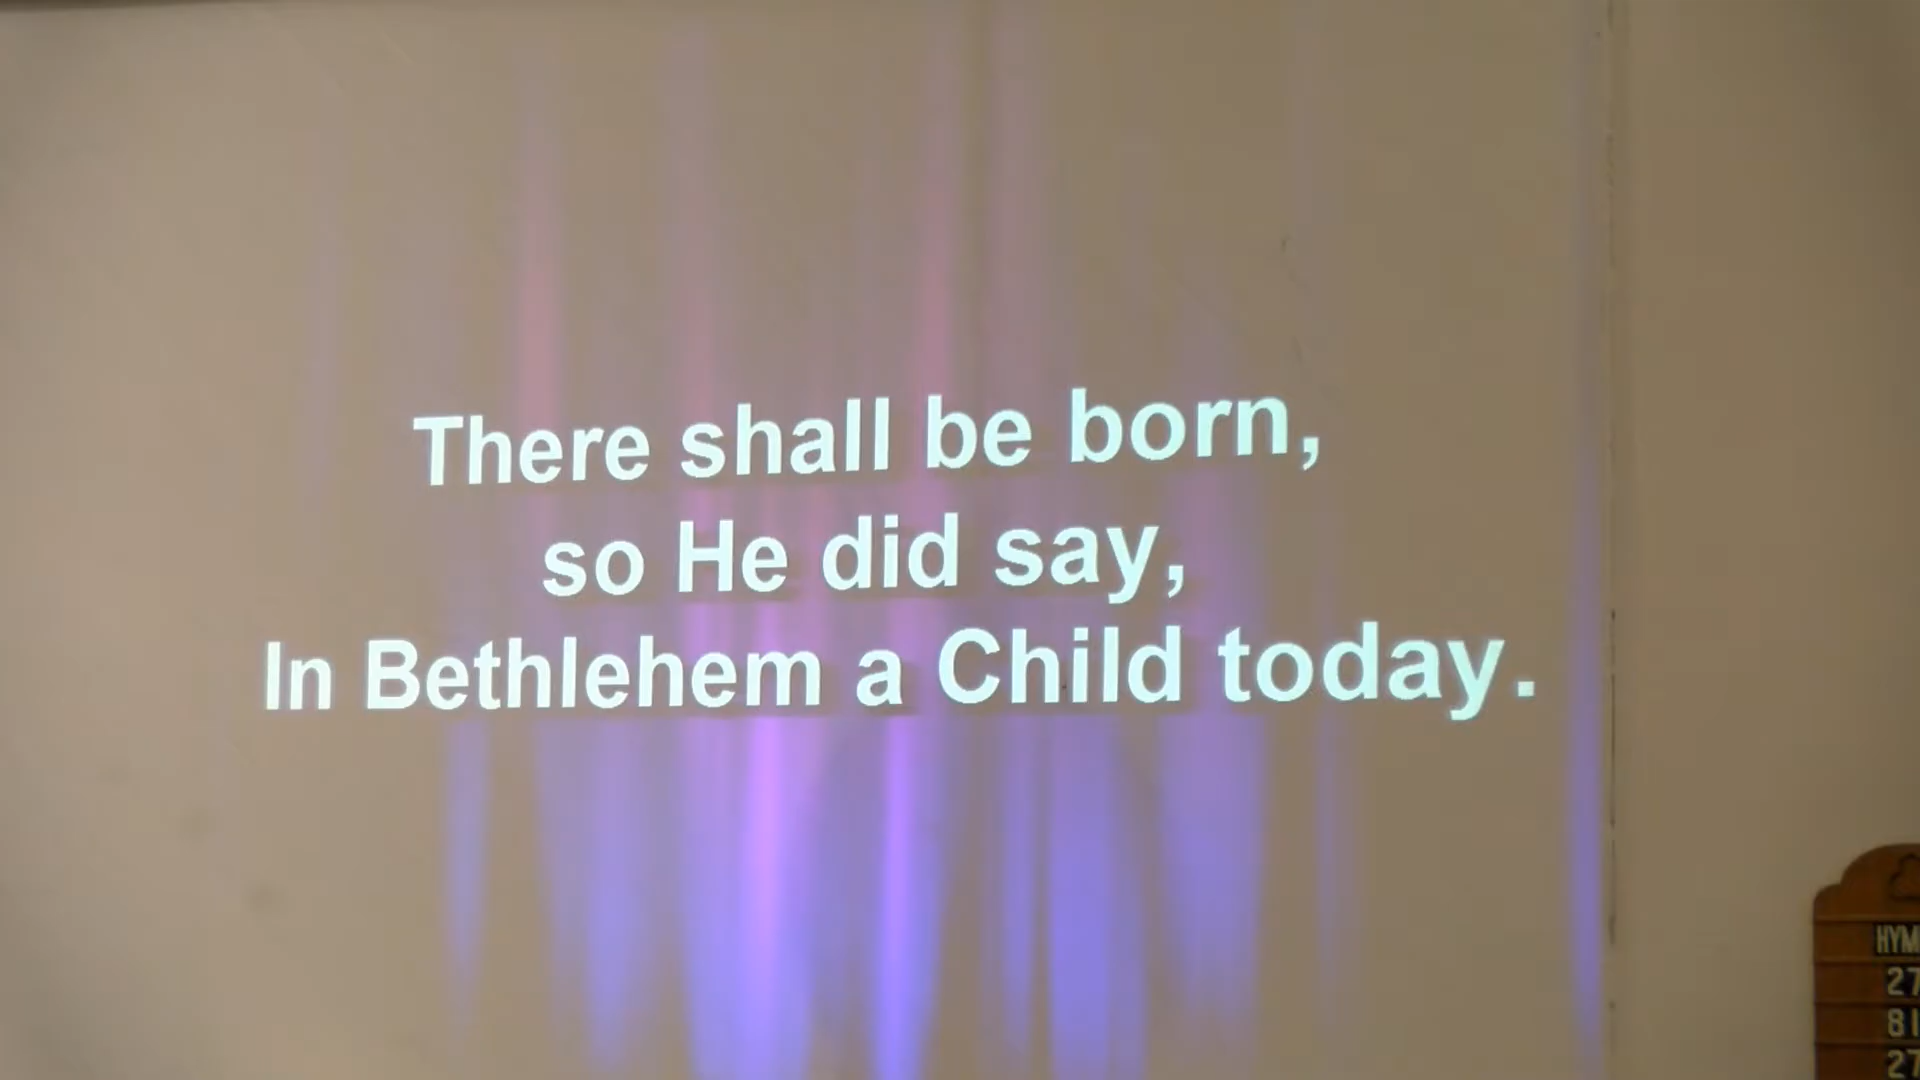 There shall be born,
so He did say,
In Bethlehem a Child today.